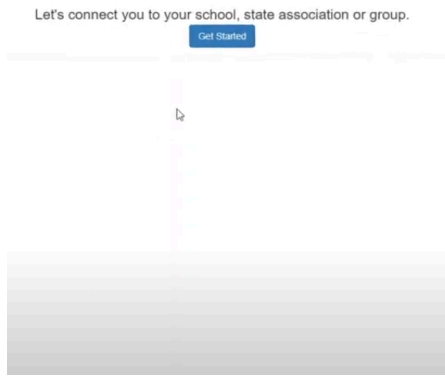 Let's connect you to your school, state association or group.
Get Started